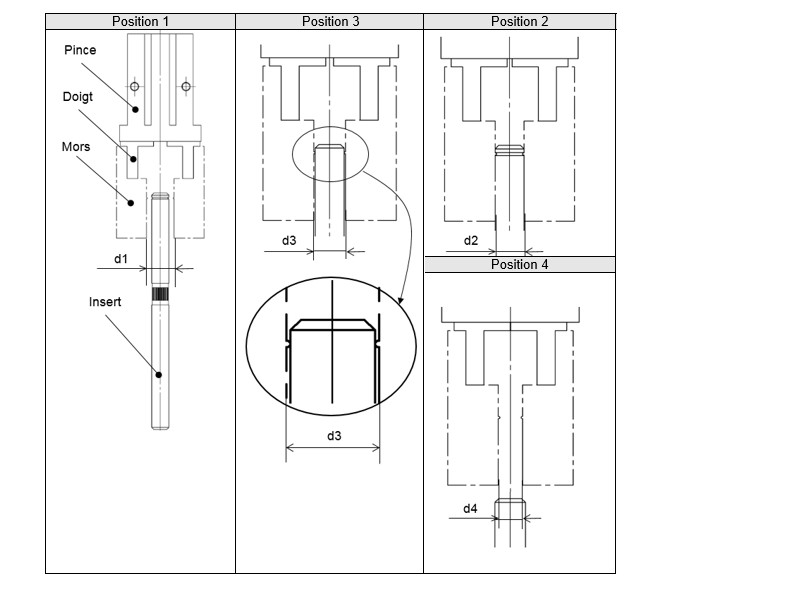 Position 1
Position 3
Position 2
Pince
Doigt
Mors
d1
Insert
d3
d3
d2
Position 4
d4